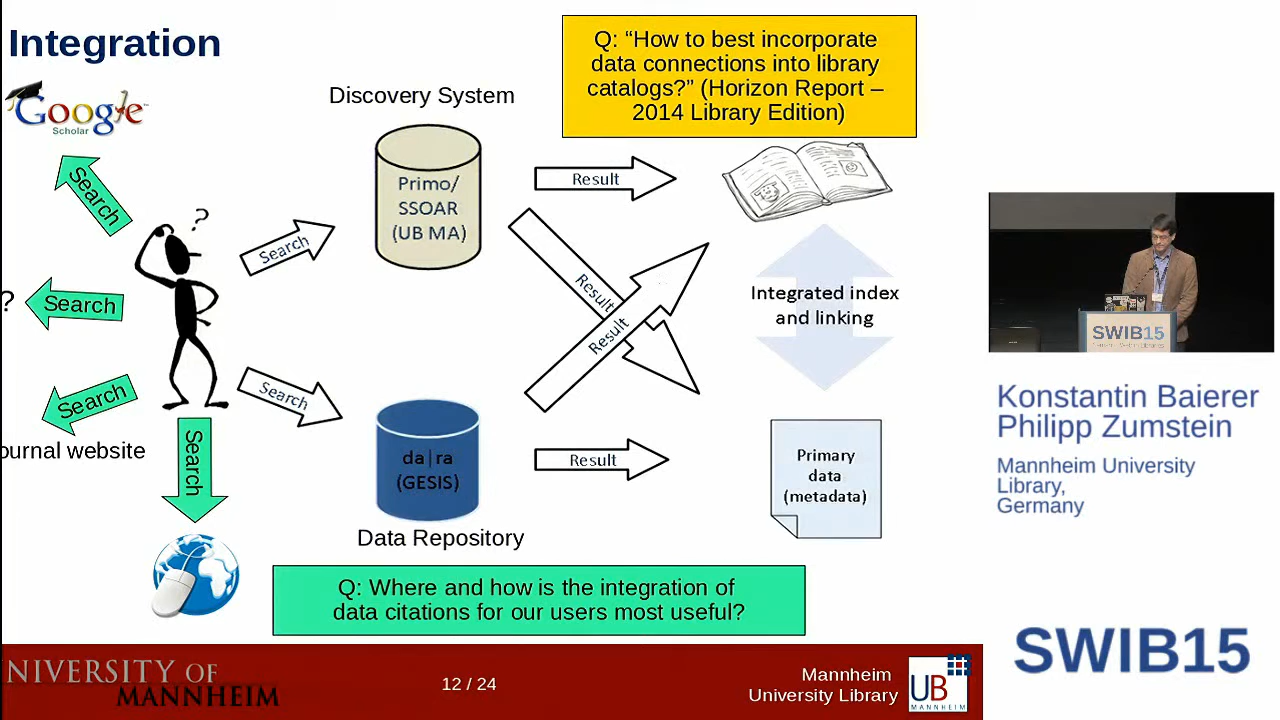 Integration
Google
Scholar
Discovery System
Q: “How to best incorporate
data connections into library
catalogs?” (Horizon Report –
2014 Library Edition)
Search
?
Search
Primo/
SSOAR
(UB MA)
Result
Result
Result
Integrated index
and linking
?
Search
Search
Search
ournal website
Search
da|ra
(GESIS)
Result
Primary
data
(metadata)
Data Repository
Q: Where and how is the integration of
data citations for our users most useful?
NIVERSITY OF
MANNHEIM
12 / 24
Mannheim
University Library
UB
MANNHEIM
SWIB15
Konstantin Baierer
Philipp Zumstein
Mannheim University
Library,
Germany
SWIB15